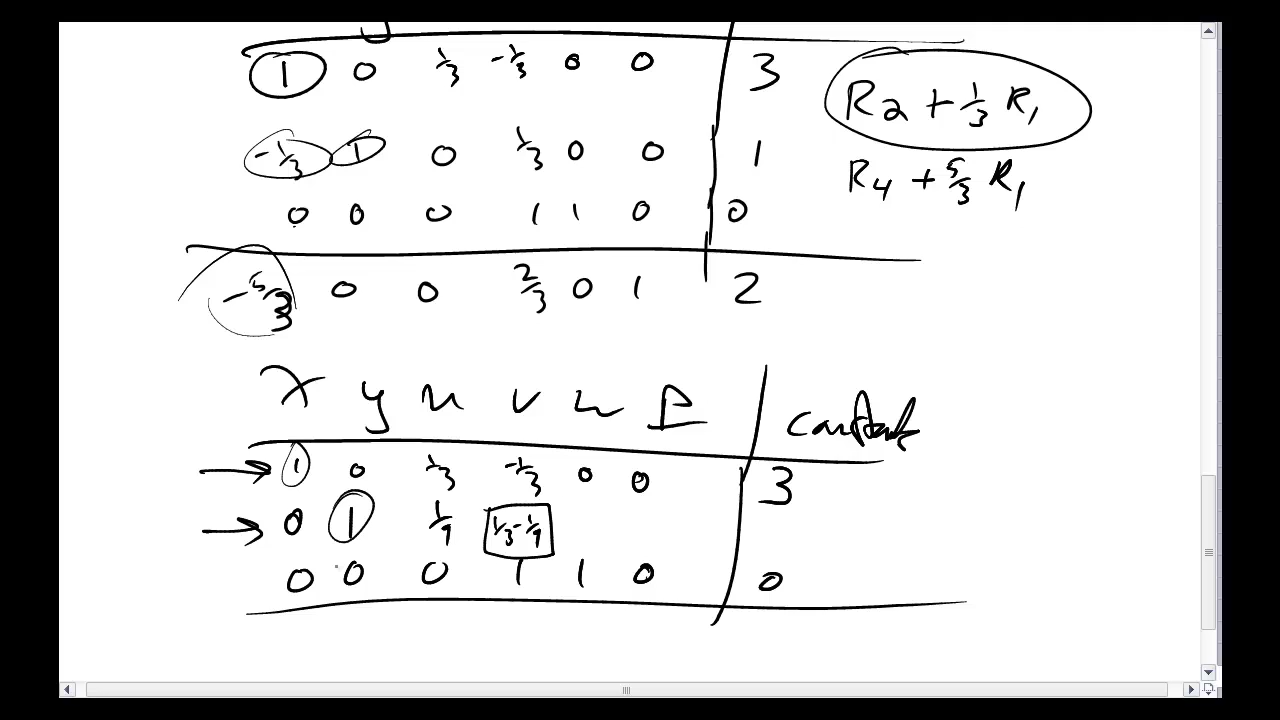 1 0 1/3 -1/3 0 0 3
R2 + 1/3 R1
-1/3 1 0 1/3 0 0 1
R4 + 5/3 R1
0 0 0 1 1 0 0
-5/3 0 0 2/3 0 1 2
x y u v w P constant
1 0 1/3 -1/3 0 0 3
0 1 1/9 1/3-1/9
0 0 0 1 1 0 0